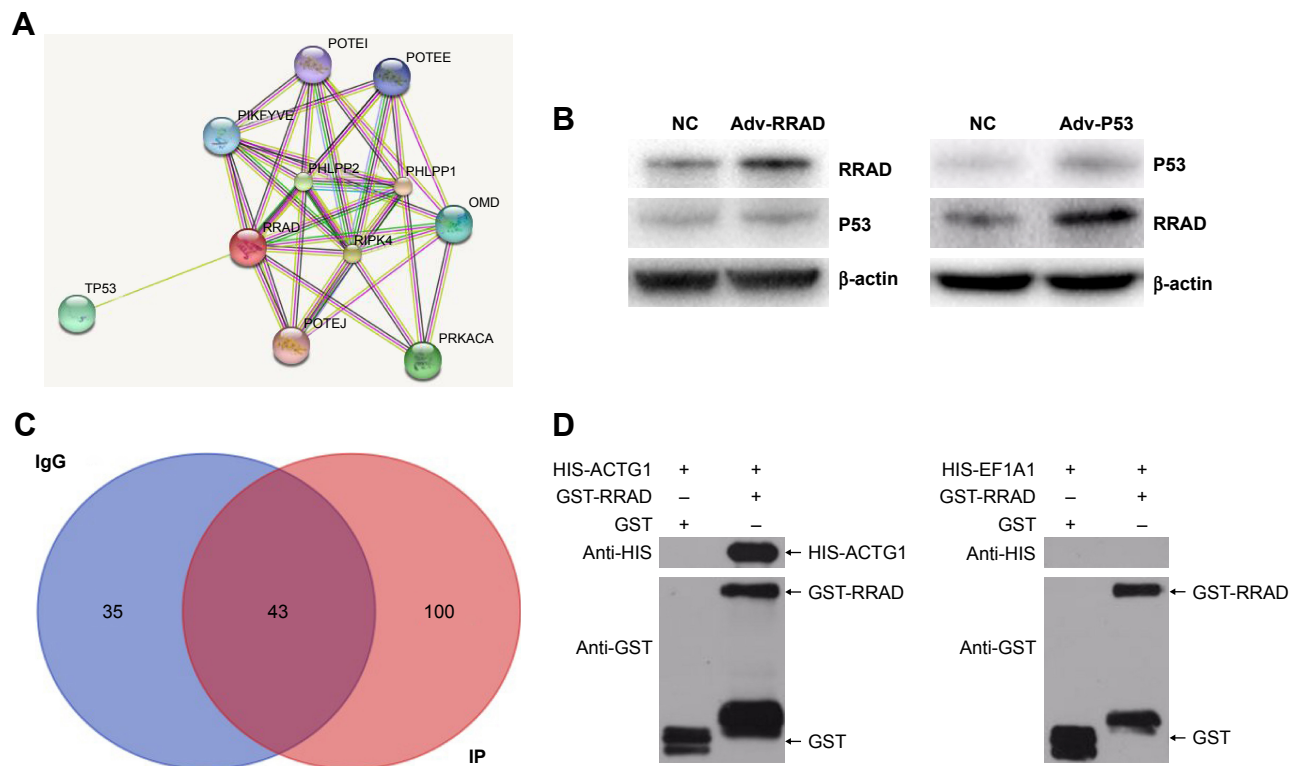 A
POTEI
POTEE
PIKFYVE
PHLPP2
PHLPP1
OMD
RRAD
RIPK4
TP53
POTEJ
PRKACA
B
NC Adv-RRAD
RRAD
P53
β-actin
NC Adv-P53
P53
RRAD
β-actin
C
IgG
35
43
100
IP
D
HIS-ACTG1 + +
GST-RRAD – +
GST + –
Anti-HIS ← HIS-ACTG1
← GST-RRAD
Anti-GST
← GST
HIS-EF1A1 + +
GST-RRAD – +
GST + –
Anti-HIS
← GST-RRAD
Anti-GST
← GST